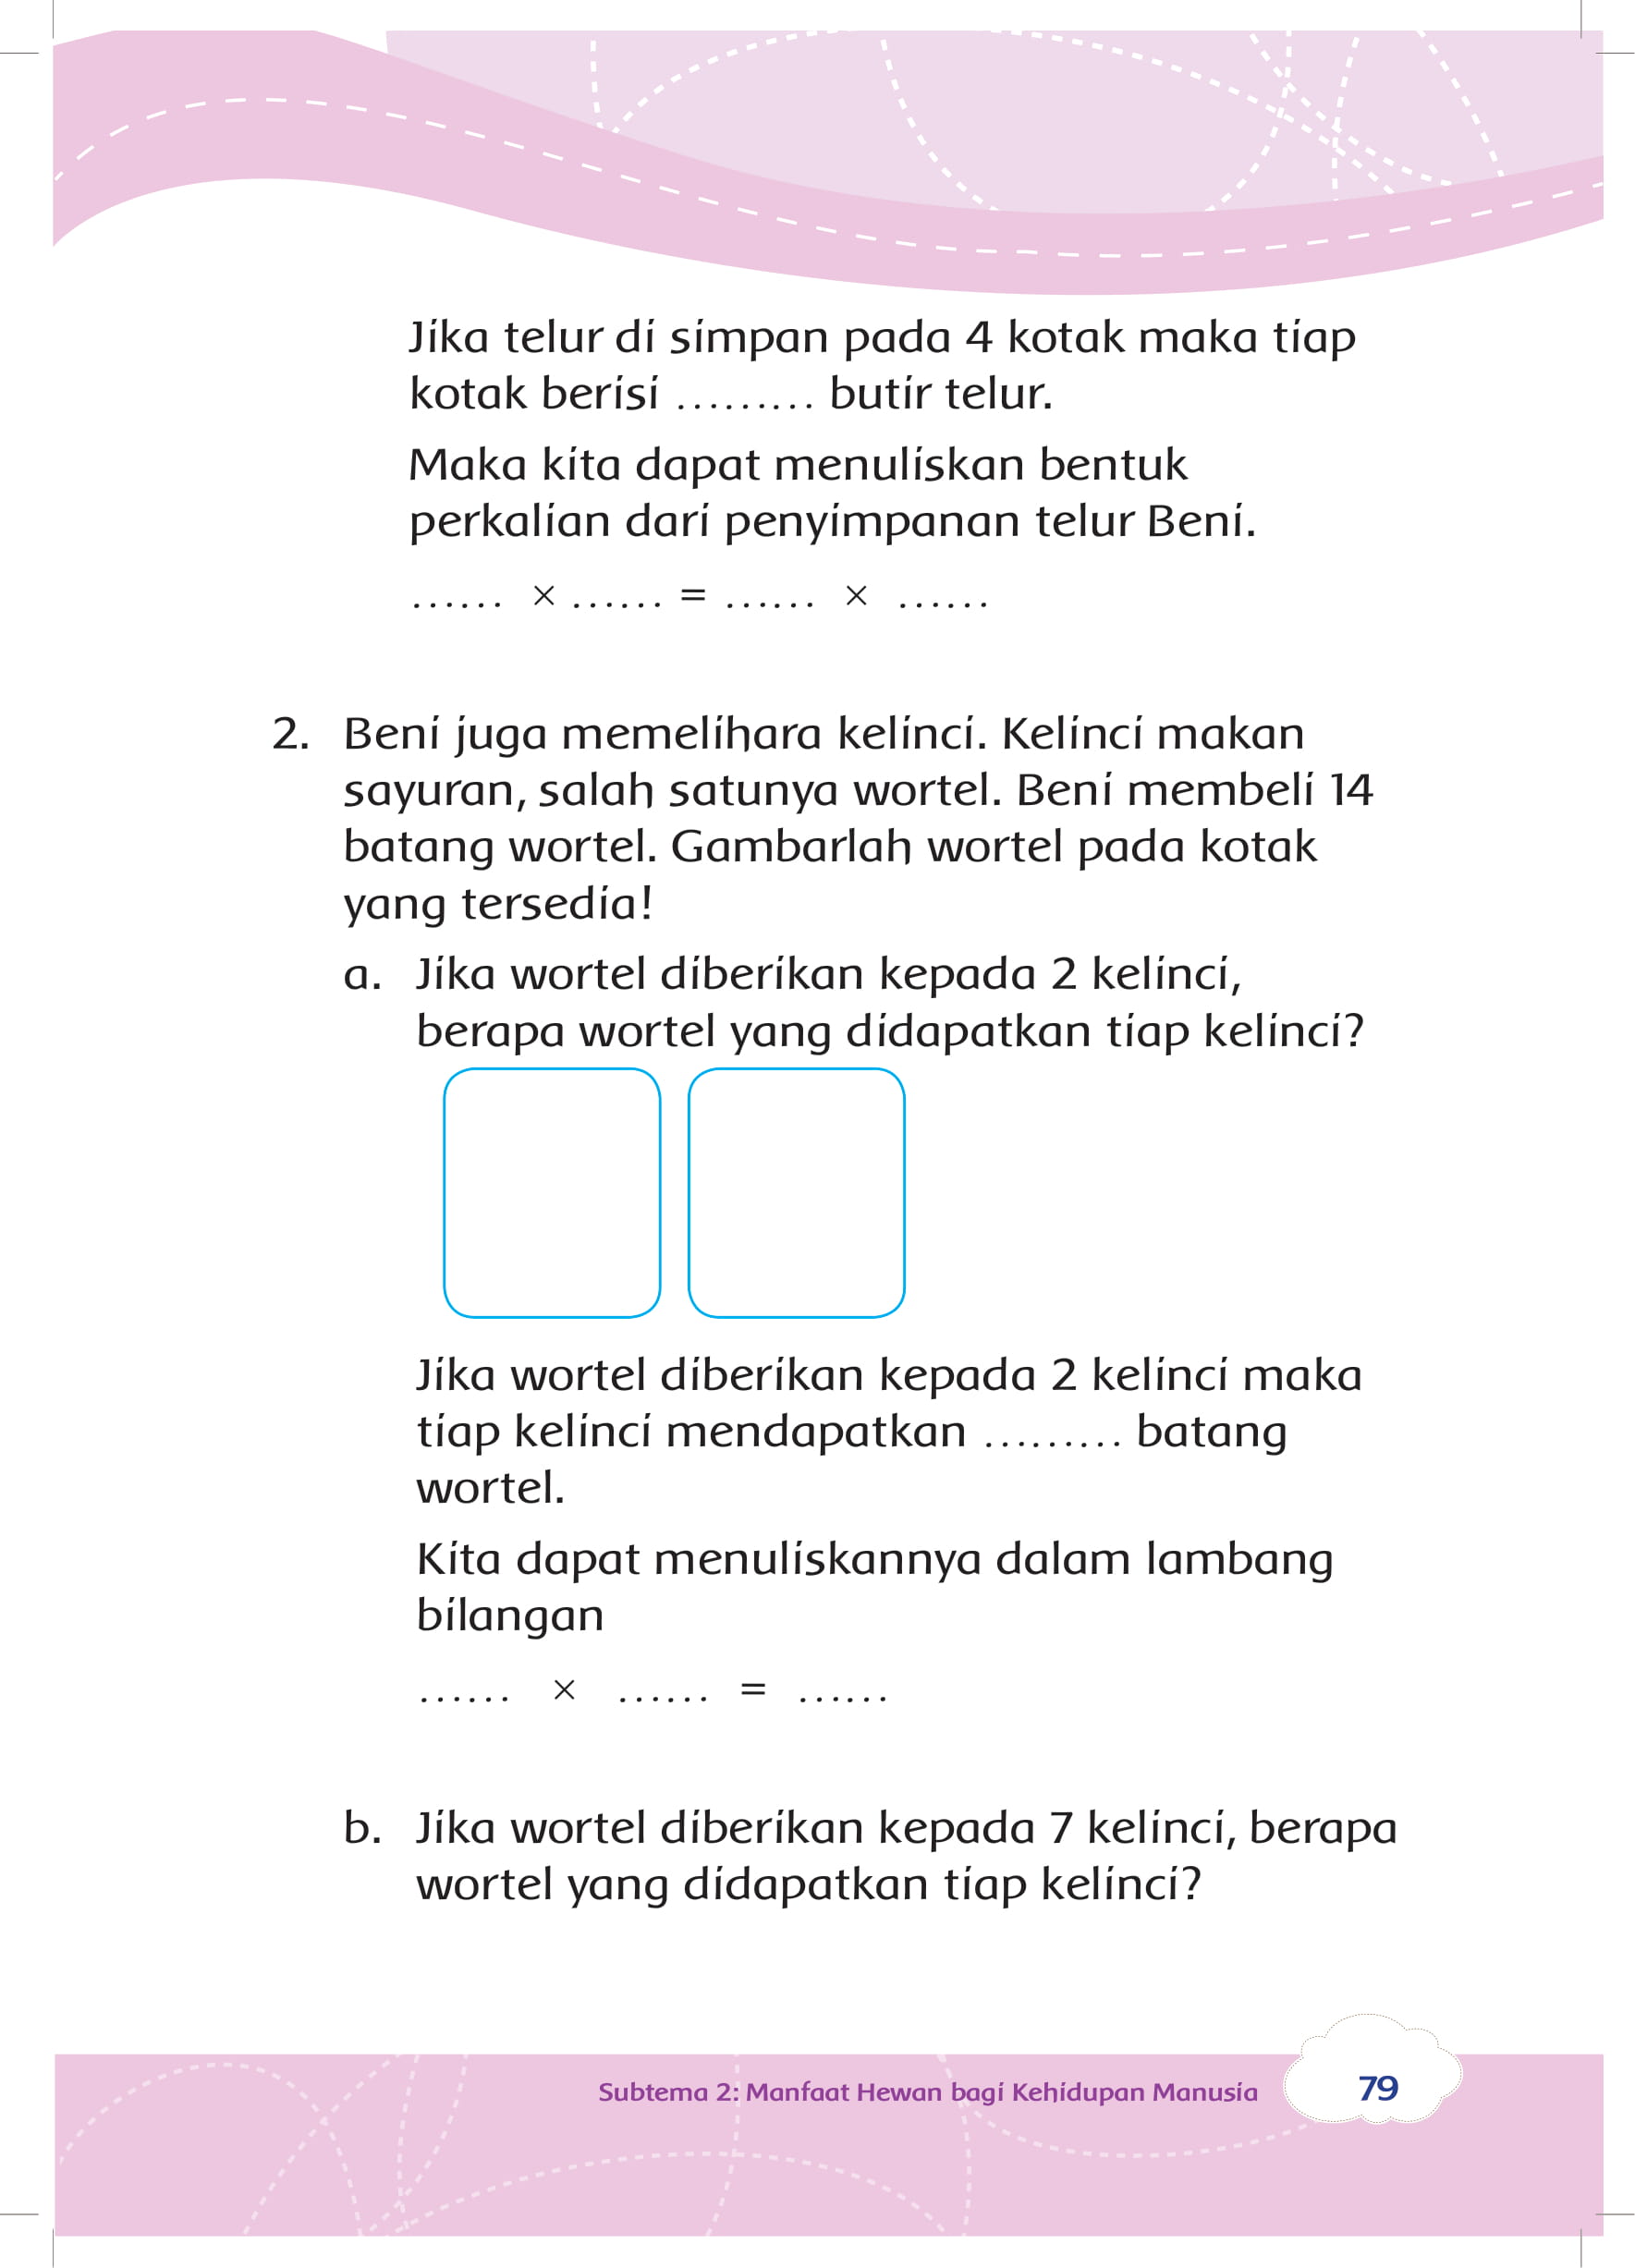 Jika telur di simpan pada 4 kotak maka tiap
kotak berisi ......... butir telur.
Maka kita dapat menuliskan bentuk
perkalian dari penyimpanan telur Beni.
...... × ...... = ...... × ......
2. Beni juga memelihara kelinci. Kelinci makan
sayuran, salah satunya wortel. Beni membeli 14
batang wortel. Gambarlah wortel pada kotak
yang tersedia!
a. Jika wortel diberikan kepada 2 kelinci,
berapa wortel yang didapatkan tiap kelinci?
Jika wortel diberikan kepada 2 kelinci maka
tiap kelinci mendapatkan ......... batang
wortel.
Kita dapat menuliskannya dalam lambang
bilangan
...... × ...... = ......
b. Jika wortel diberikan kepada 7 kelinci, berapa
wortel yang didapatkan tiap kelinci?
Subtema 2: Manfaat Hewan bagi Kehidupan Manusia 79